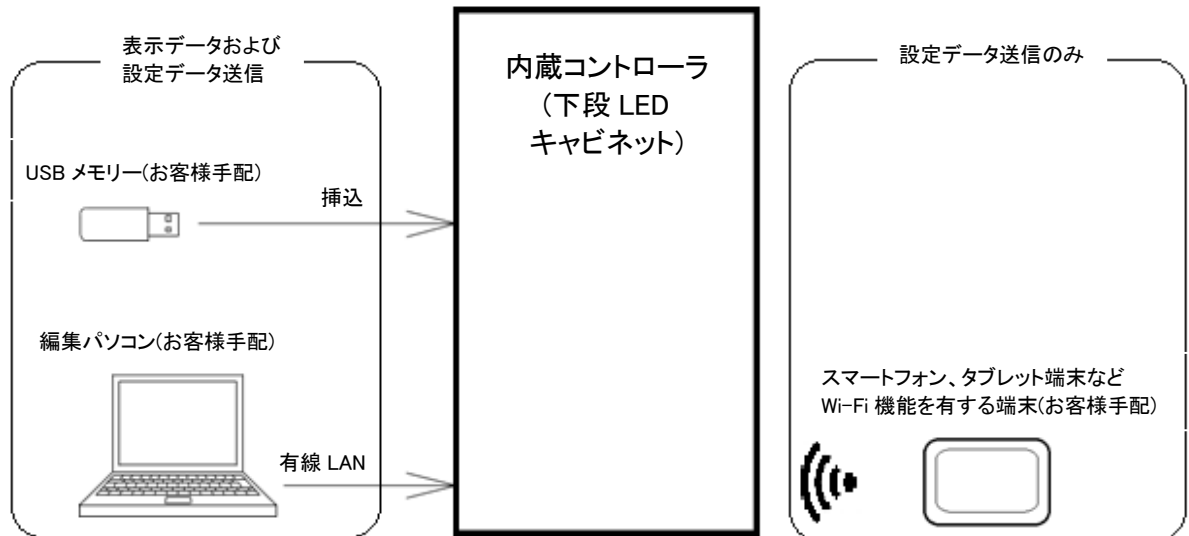 表示データおよび
設定データ送信
USB メモリー(お客様手配)
挿込
編集パソコン(お客様手配)
有線 LAN
内蔵コントローラ
(下段 LED
キャビネット)
設定データ送信のみ
スマートフォン、タブレット端末など
Wi-Fi 機能を有する端末(お客様手配)